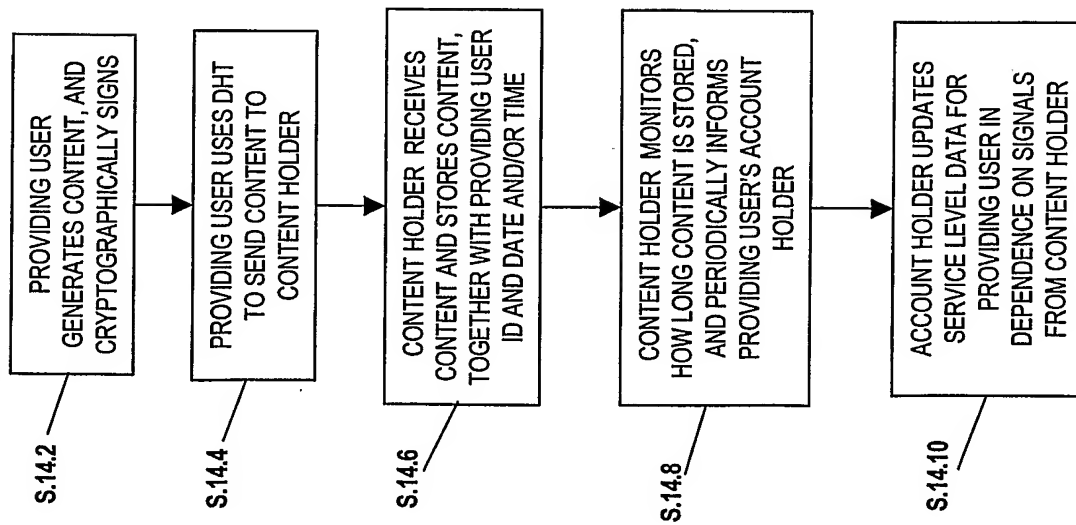 PROVIDING USER
GENERATES CONTENT, AND
CRYPTOGRAPHICALLY SIGNS
S.14.2
PROVIDING USER USES DHT
TO SEND CONTENT TO
CONTENT HOLDER
S.14.4
CONTENT HOLDER RECEIVES
CONTENT AND STORES CONTENT,
TOGETHER WITH PROVIDING USER
ID AND DATE AND/OR TIME
S.14.6
CONTENT HOLDER MONITORS
HOW LONG CONTENT IS STORED,
AND PERIODICALLY INFORMS
PROVIDING USER'S ACCOUNT
HOLDER
S.14.8
ACCOUNT HOLDER UPDATES
SERVICE LEVEL DATA FOR
PROVIDING USER IN
DEPENDENCE ON SIGNALS
FROM CONTENT HOLDER
S.14.10